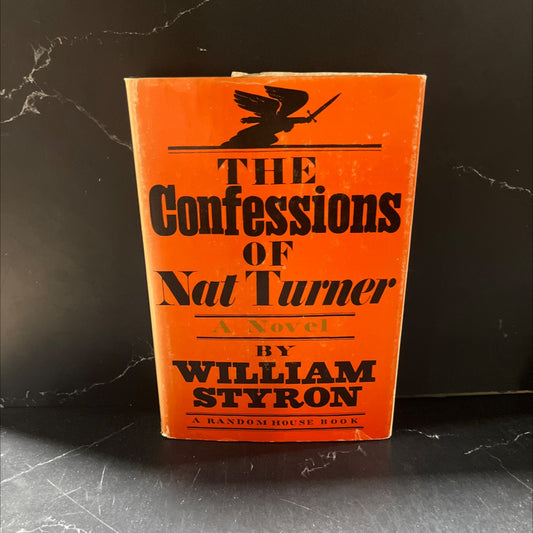 THE
Confessions
OF
Nat Turner
A Novel
BY
WILLIAM
STYRON
A RANDOM HOUSE BOOK